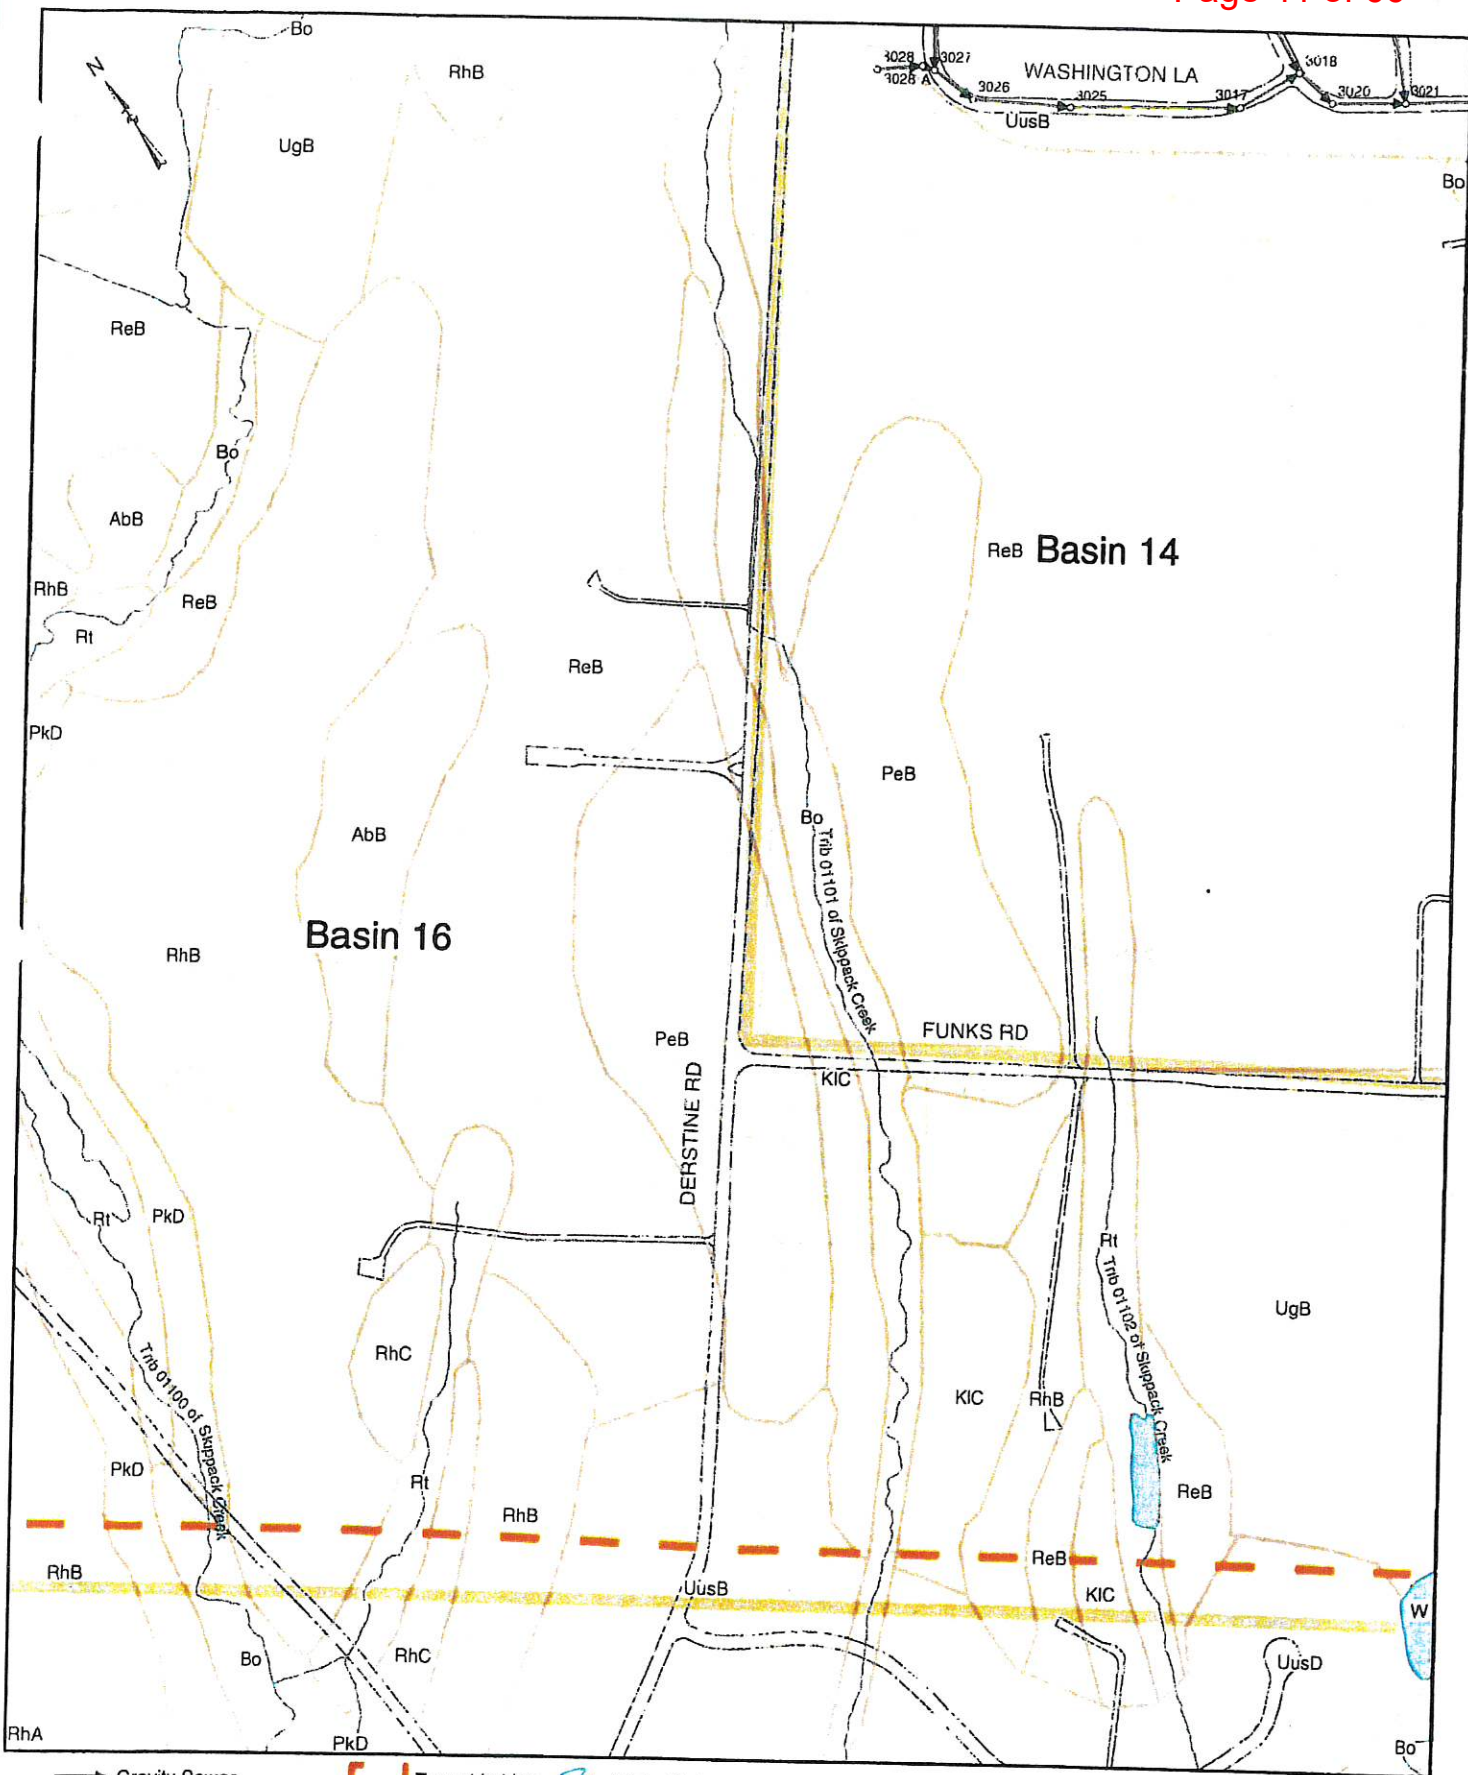 Bo
RhB
3028
3027
3028 A
3026
WASHINGTON LA
3025
3017
3018
3020
3021
UusB
Bo
N
UgB
ReB
Bo
AbB
RhB
ReB
Rt
ReB
ReB Basin 14
PkD
PeB
AbB
Bo
Trib 01101 of Skippack Creek
Basin 16
RhB
PeB
FUNKS RD
KIC
DERSTINE RD
Rt
PkD
Rt
Trib 01102 of Skippack Creek
UgB
RhC
Trib 01100 of Skippack Creek
KIC
RhB
PkD
Rt
RhB
ReB
ReB
RhB
UusB
KIC
W
Bo
RhC
UusD
RhA
PkD
Bo